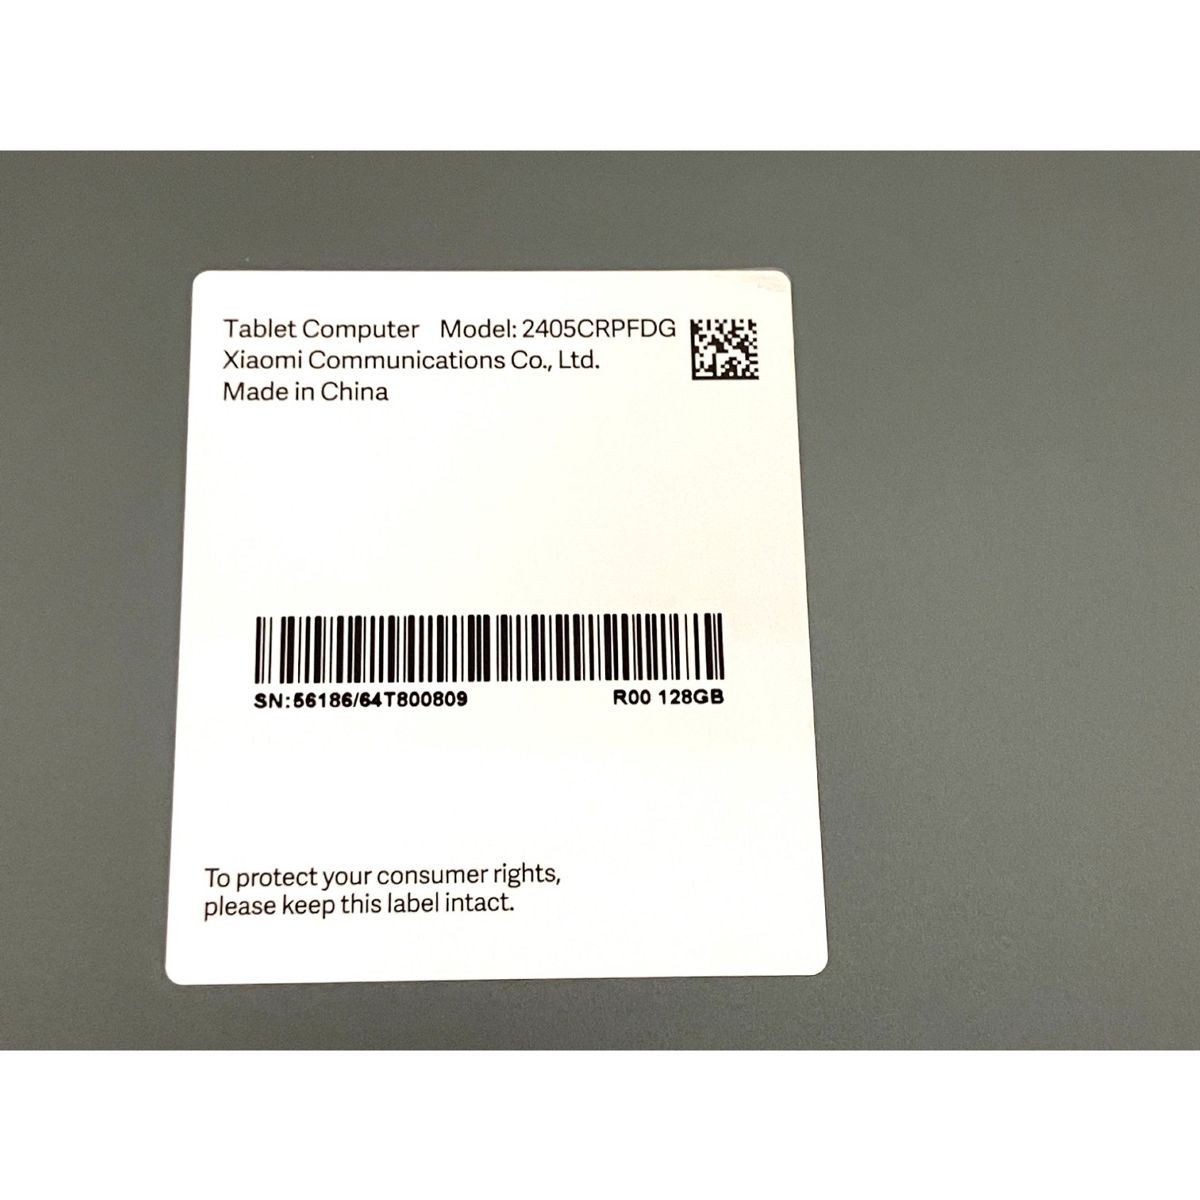 Tablet Computer Model: 2405CRPFDG
Xiaomi Communications Co., Ltd.
Made in China
SN:56186/64T800809 R00 128GB
To protect your consumer rights,
please keep this label intact.